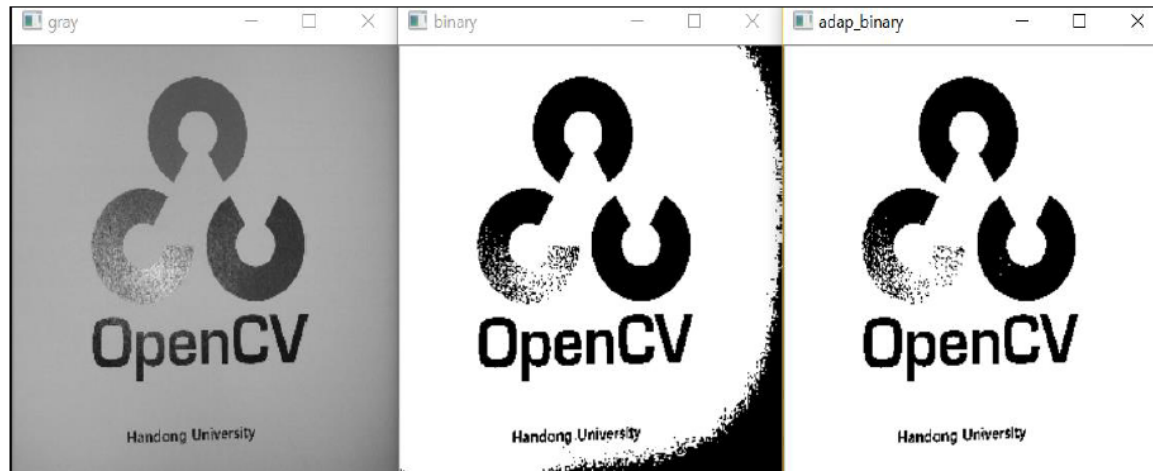 gray
binary
adap_binary
OpenCV
OpenCV
OpenCV
Handong University
Handong University
Handong University